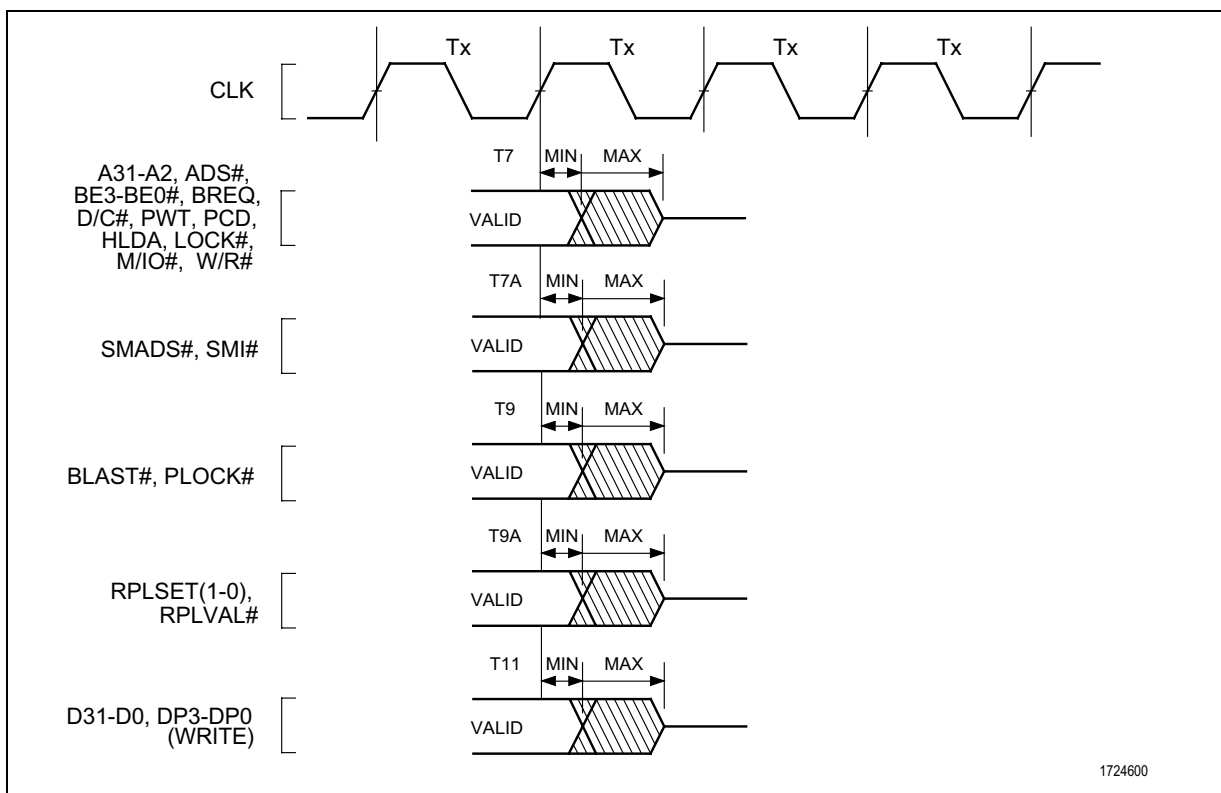 Tx Tx Tx Tx
CLK
T7 MIN MAX
A31-A2, ADS#,
BE3-BE0#, BREQ,
D/C#, PWT, PCD,
HLDA, LOCK#,
M/IO#, W/R#
VALID
T7A MIN MAX
SMADS#, SMI#
VALID
T9 MIN MAX
BLAST#, PLOCK#
VALID
T9A MIN MAX
RPLSET(1-0),
RPLVAL#
VALID
T11 MIN MAX
D31-D0, DP3-DP0
(WRITE)
VALID
1724600